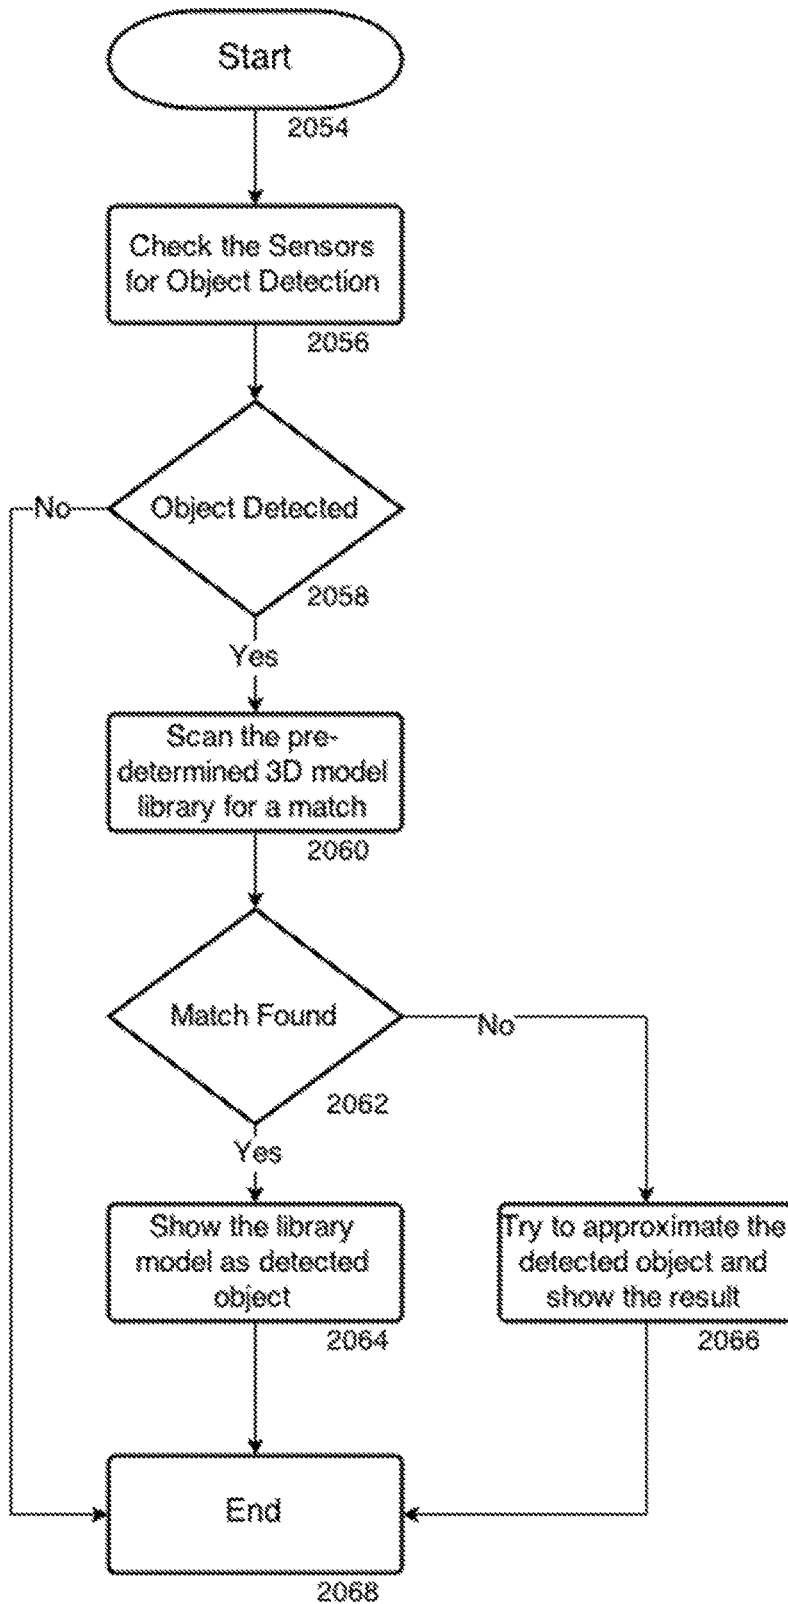 Start
2054
Check the Sensors
for Object Detection
2056
No
Object Detected
2058
Yes
Scan the pre-
determined 3D model
library for a match
2060
Match Found
No
2062
Yes
Show the library
model as detected
object
2064
Try to approximate the
detected object and
show the result
2066
End
2068